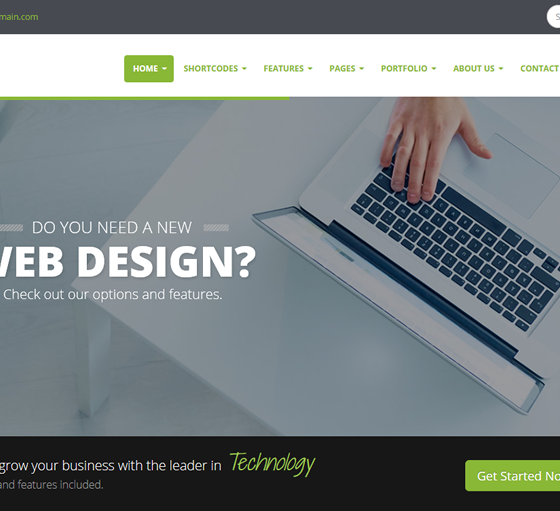 main.com
S
HOME SHORTCODES FEATURES PAGES PORTFOLIO ABOUT US CONTACT
DO YOU NEED A NEW
WEB DESIGN?
Check out our options and features.
grow your business with the leader in Technology
and features included.
Get Started No